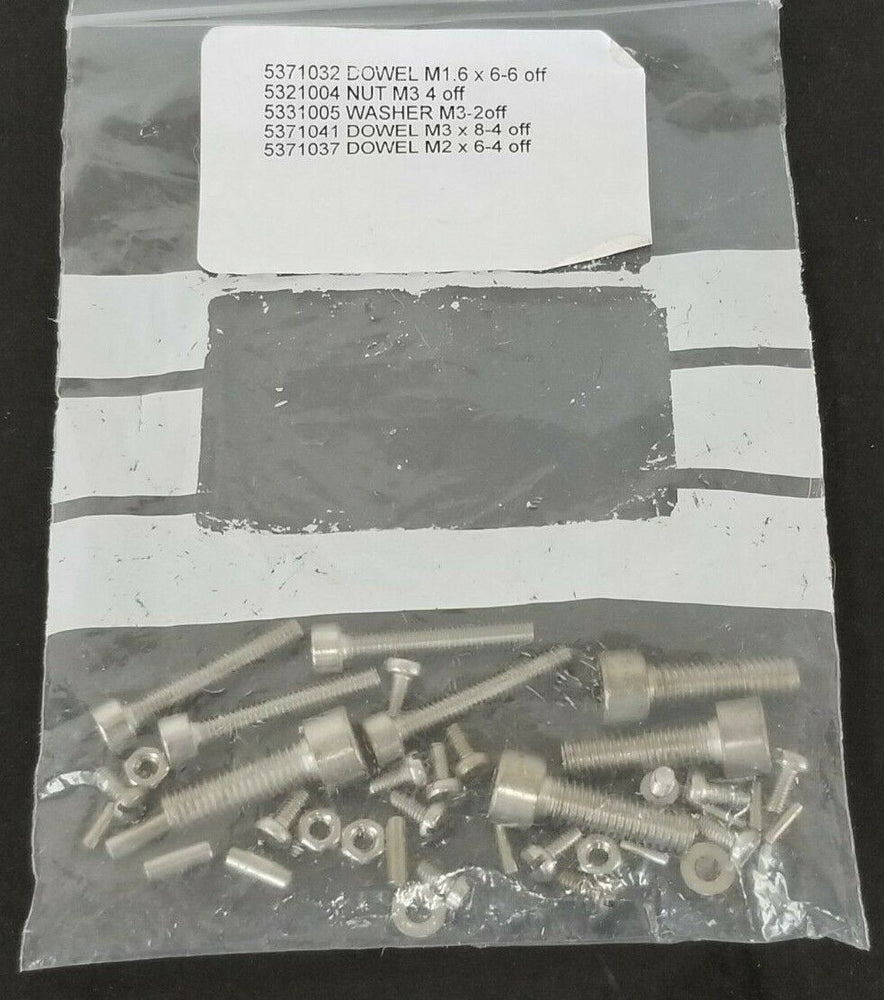 5371032 DOWEL M1.6 x 6-6 off
5321004 NUT M3 4 off
5331005 WASHER M3-2off
5371041 DOWEL M3 x 8-4 off
5371037 DOWEL M2 x 6-4 off